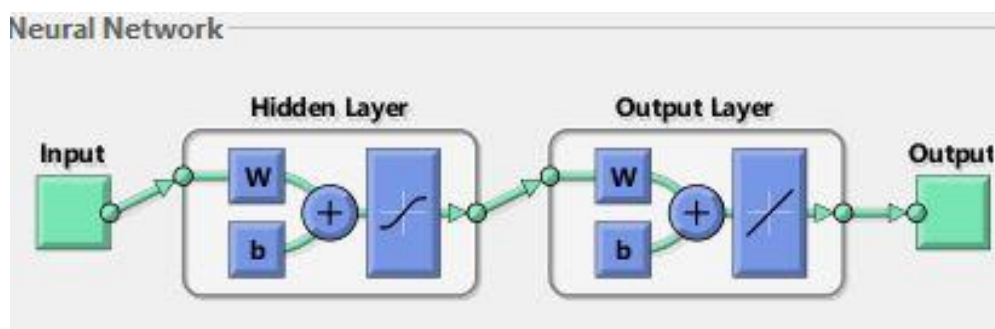 Neural Network
Hidden Layer
Output Layer
Input
Output
W
b
+
W
b
+